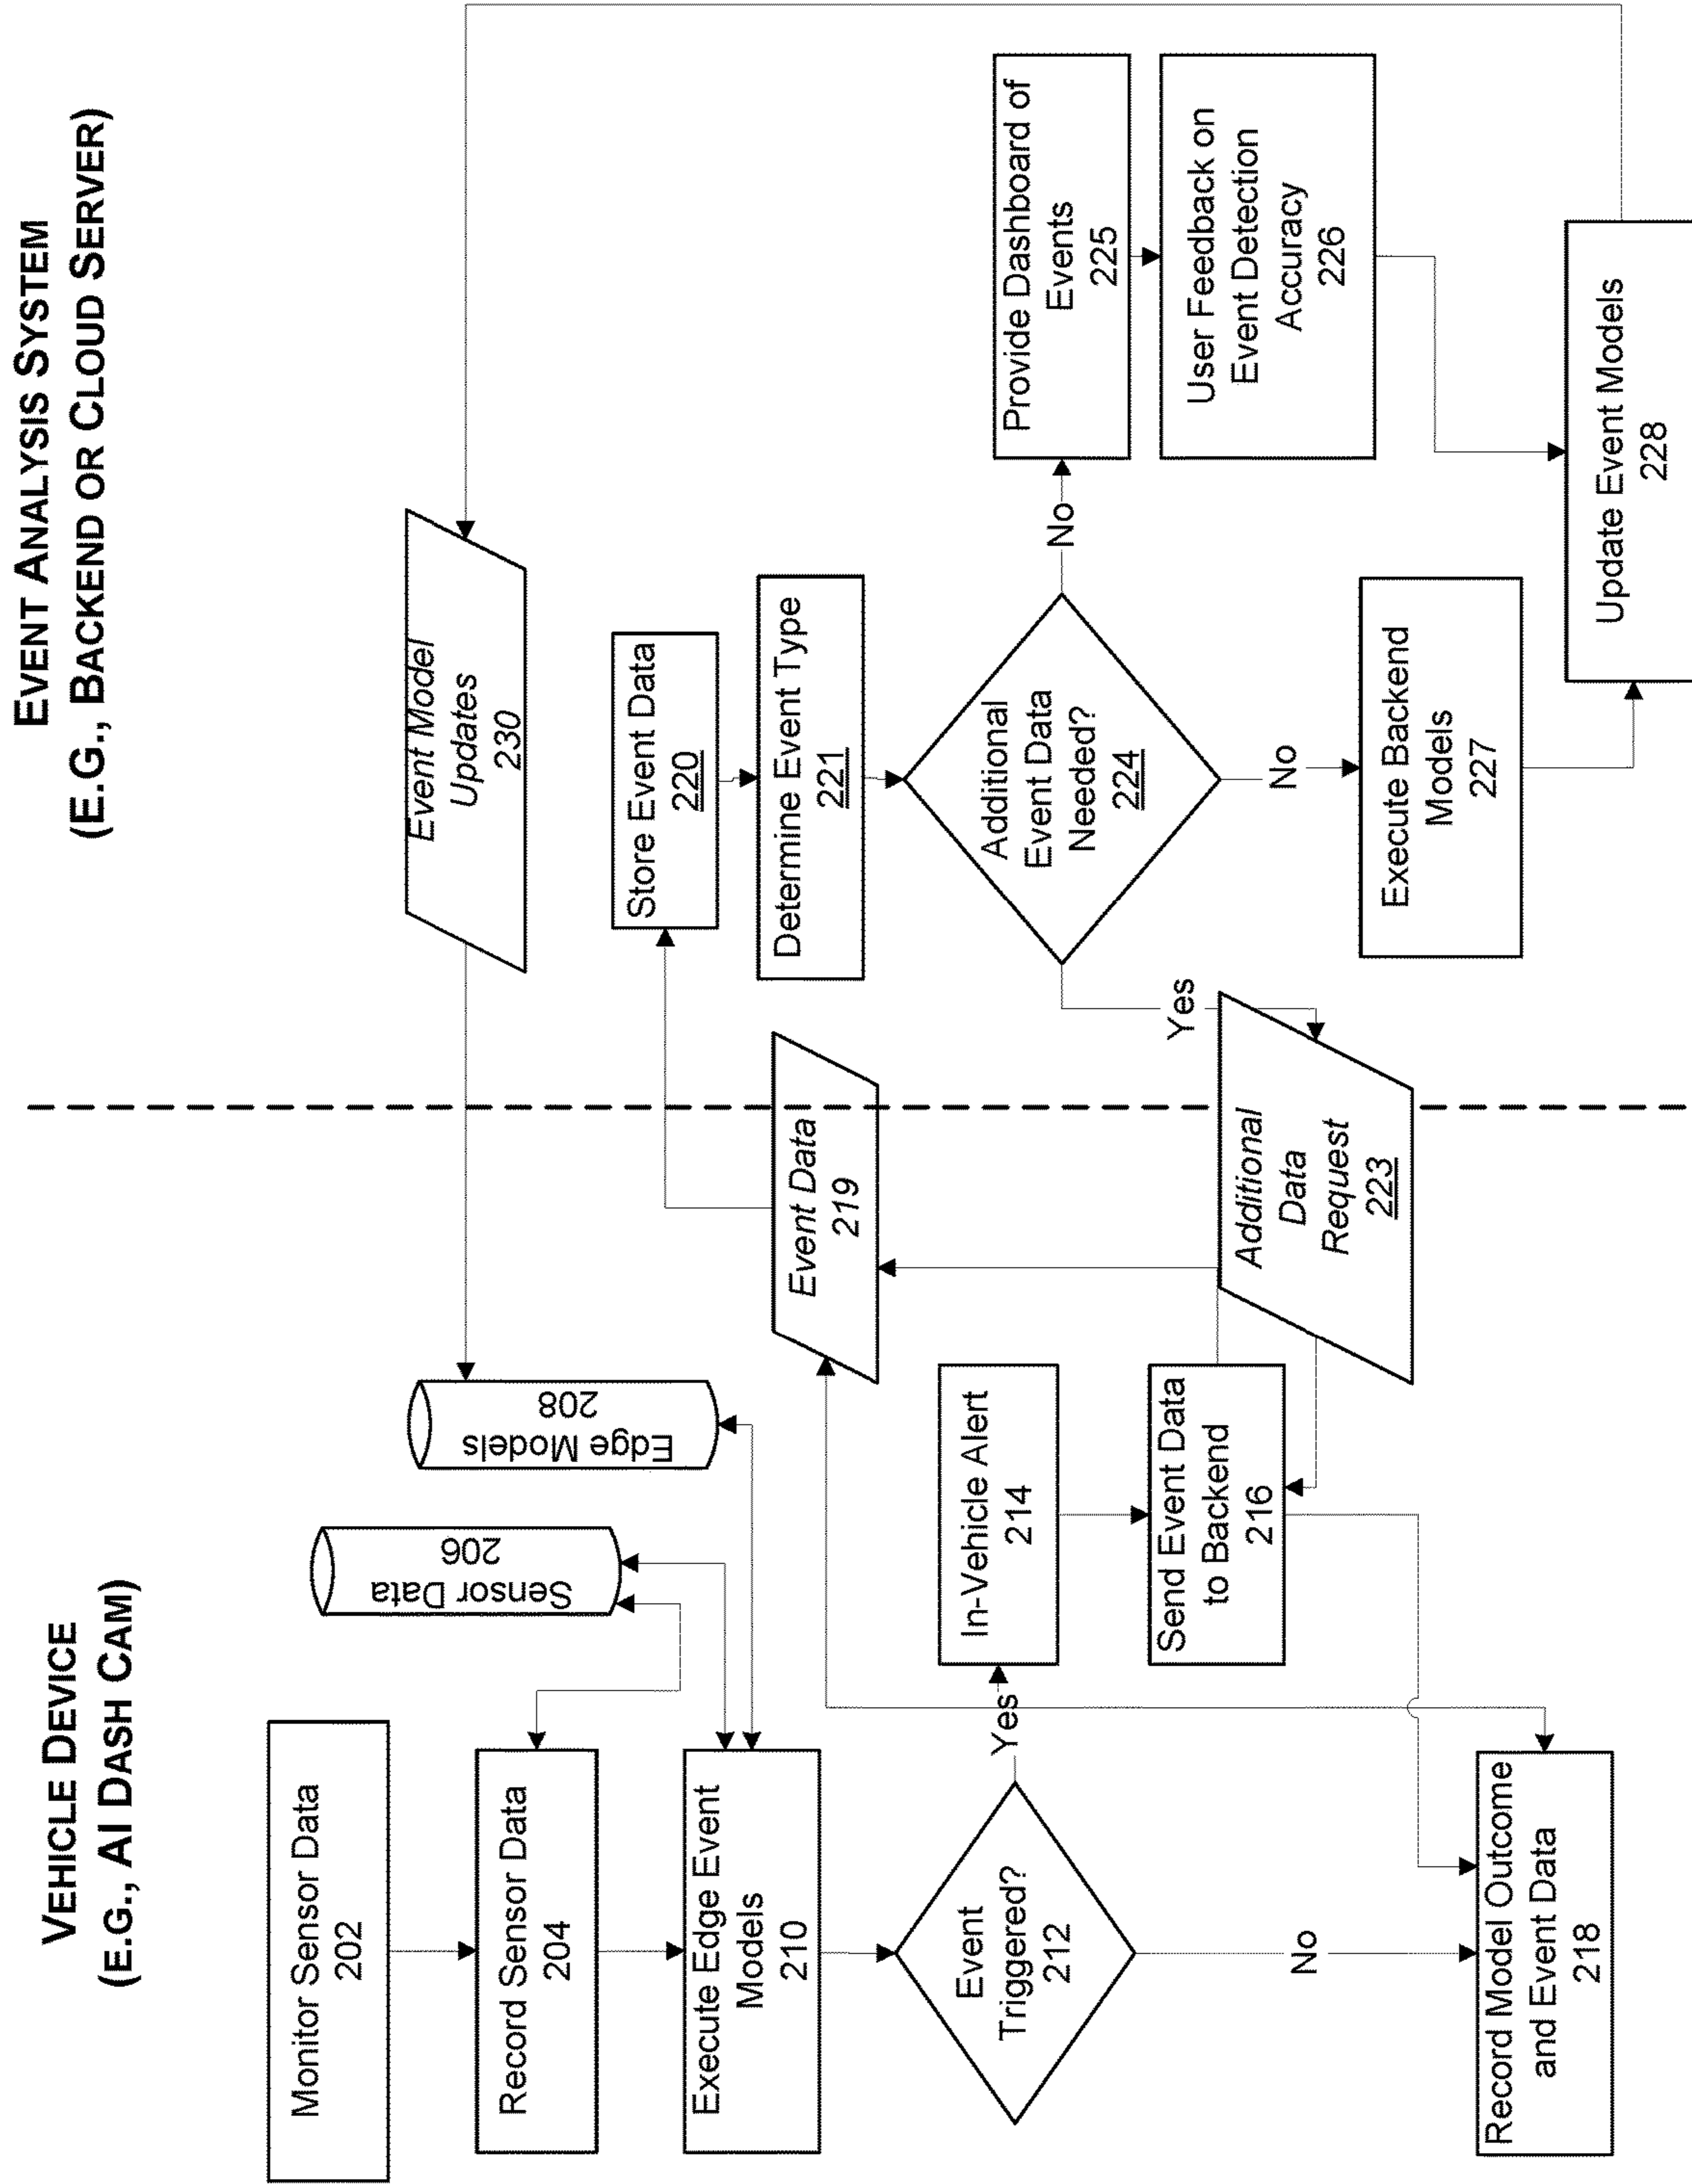 VEHICLE DEVICE
(E.G., AI DASH CAM)
Monitor Sensor Data
202
Record Sensor Data
204
Sensor Data
206
Edge Models
208
Execute Edge Event
Models
210
Event
Triggered?
212
Yes
No
In-Vehicle Alert
214
Send Event Data
to Backend
216
Record Model Outcome
and Event Data
218
EVENT ANALYSIS SYSTEM
(E.G., BACKEND OR CLOUD SERVER)
Event Model
Updates
230
Event Data
219
Store Event Data
220
Determine Event Type
221
Additional
Event Data
Needed?
224
Yes
No
No
Additional
Data
Request
223
Provide Dashboard of
Events
225
User Feedback on
Event Detection
Accuracy
226
Execute Backend
Models
227
Update Event Models
228